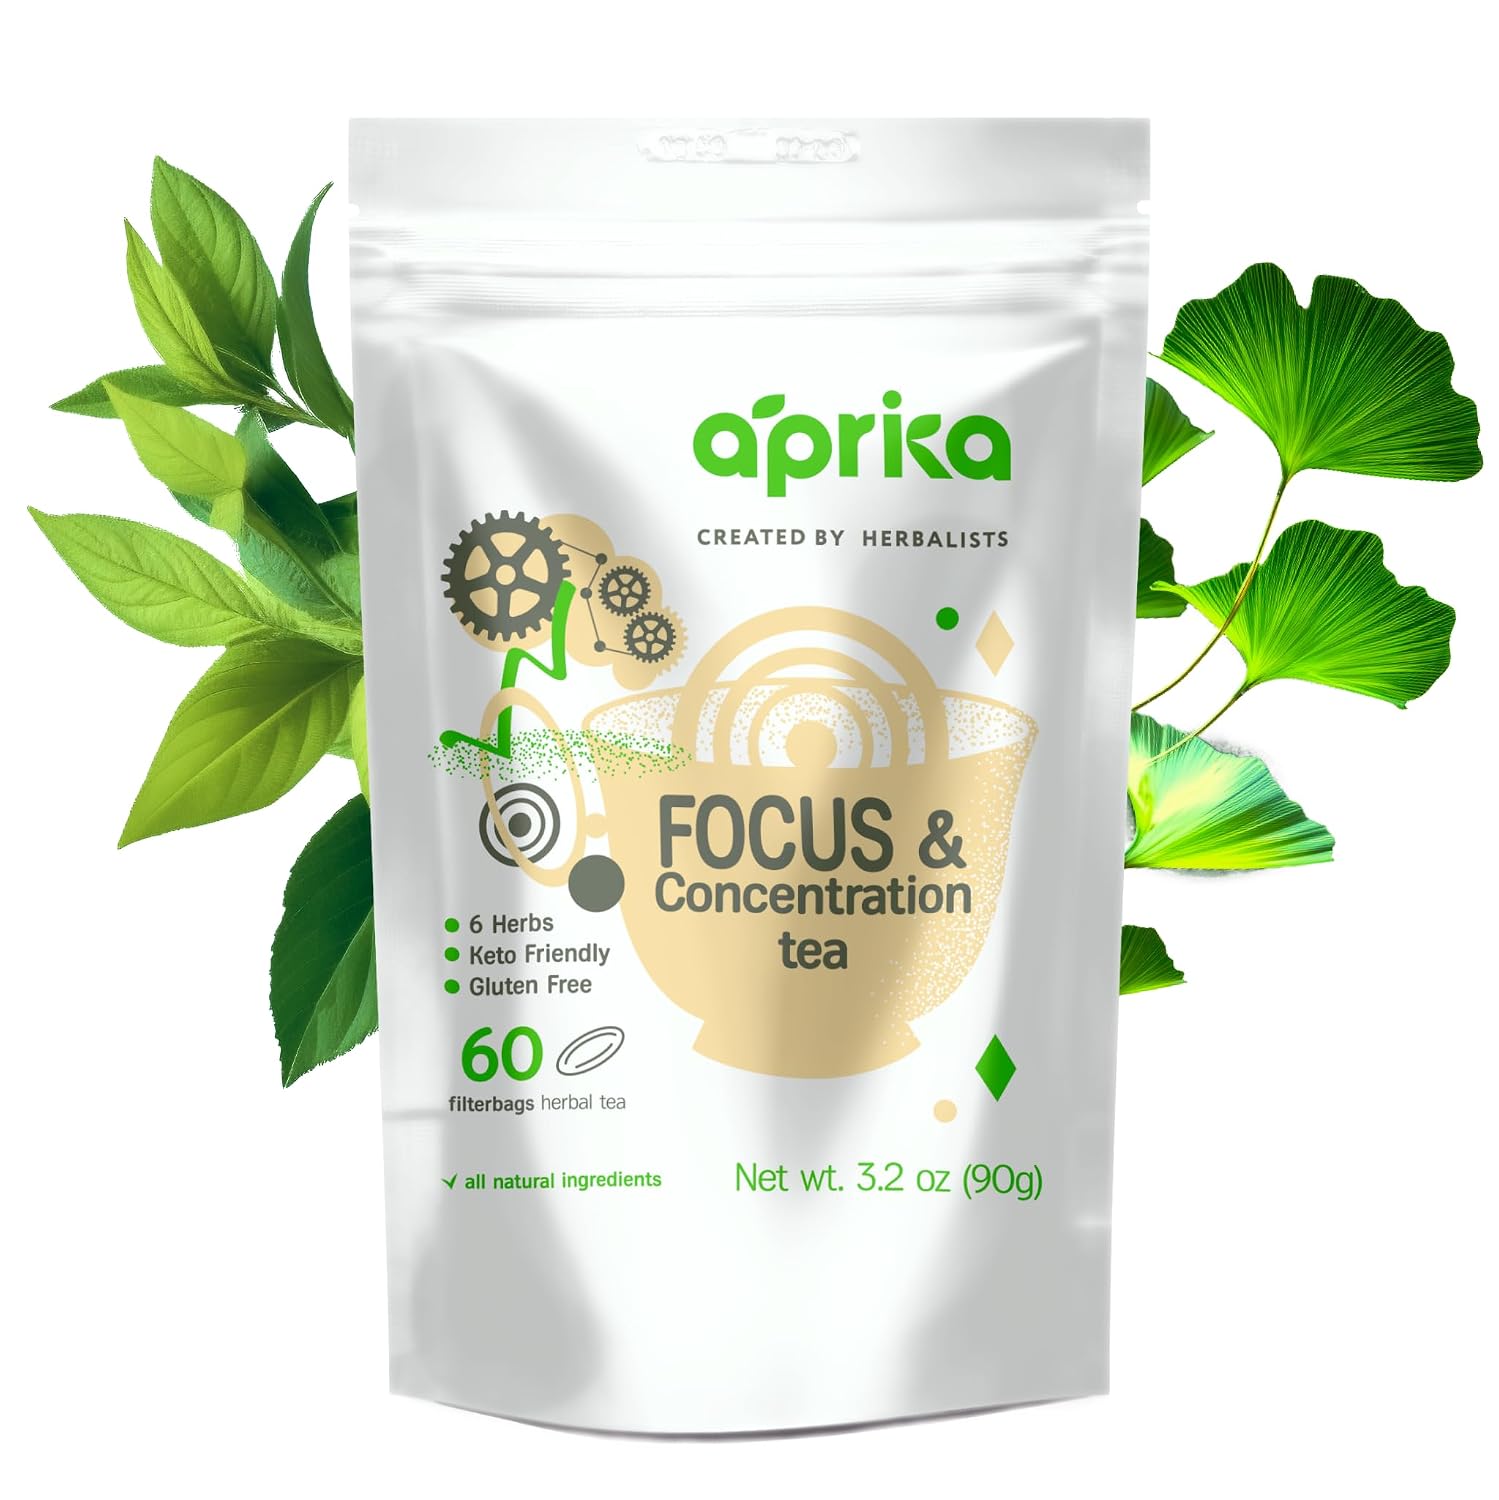 aprika
CREATED BY HERBALISTS
FOCUS &
Concentration
tea
6 Herbs
Keto Friendly
Gluten Free
60
filterbags herbal tea
all natural ingredients
Net wt. 3.2 oz (90g)